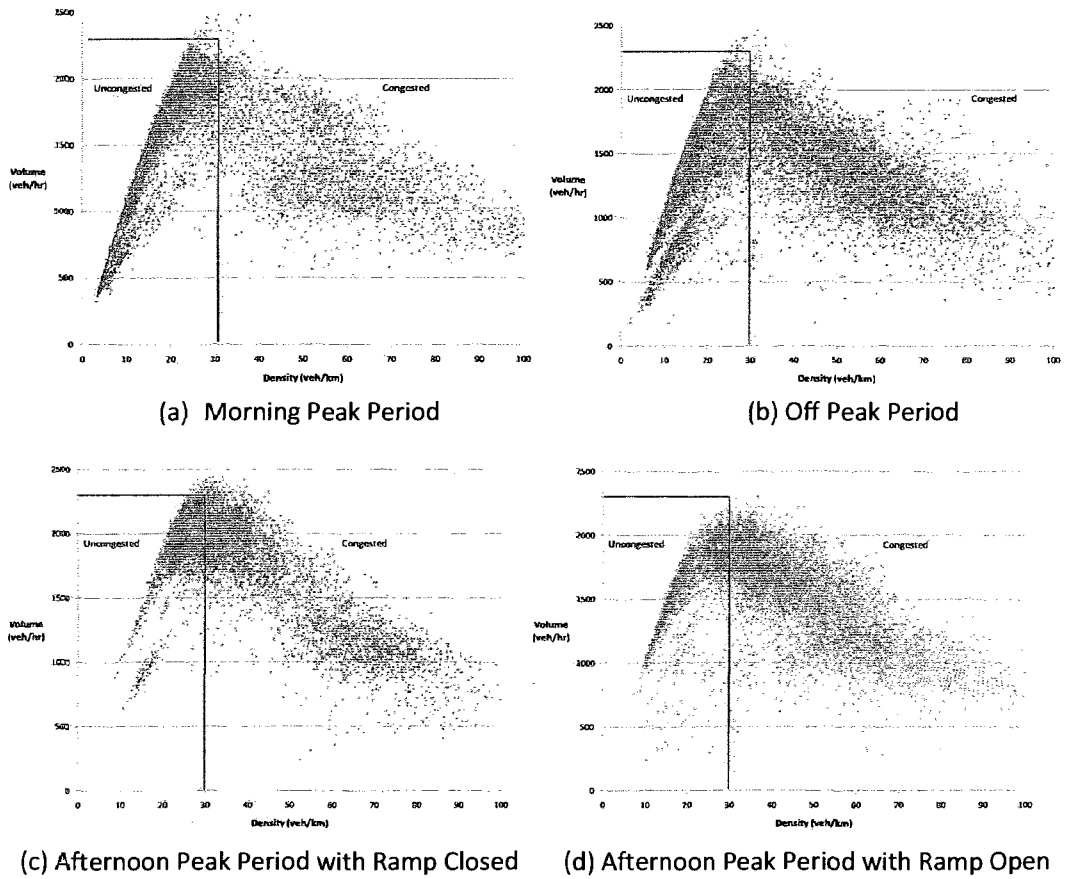 2500
2000
Uncongested
Congested
1500
Volume
(veh/hr)
1000
500
0
0 10 20 30 40 50 60 70 80 90 100
Density (veh/km)
(a) Morning Peak Period
2500
2000
Uncongested
Congested
1500
Volume
(veh/hr)
1000
500
0
0 10 20 30 40 50 60 70 80 90 100
Density (veh/km)
(b) Off Peak Period
2500
2000
Uncongested
Congested
1500
Volume
(veh/hr)
1000
500
0
0 10 20 30 40 50 60 70 80 90 100
Density (veh/km)
(c) Afternoon Peak Period with Ramp Closed
2500
2000
Uncongested
Congested
1500
Volume
(veh/hr)
1000
500
0
0 10 20 30 40 50 60 70 80 90 100
Density (veh/km)
(d) Afternoon Peak Period with Ramp Open